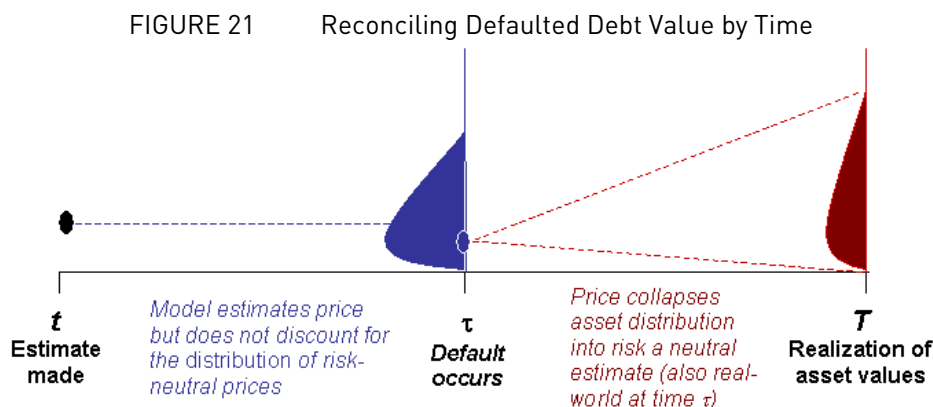 FIGURE 21 Reconciling Defaulted Debt Value by Time
t
Estimate
made
Model estimates price
but does not discount for
the distribution of risk-
neutral prices
τ
Default
occurs
Price collapses
asset distribution
into risk a neutral
estimate (also real-
world at time τ)
T
Realization of
asset values